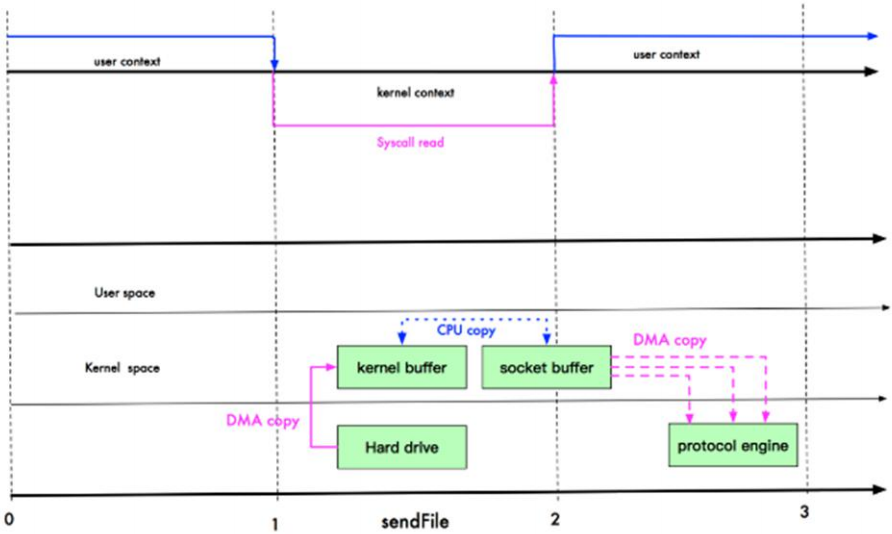 user context
user context
kernel context
Syscall read
User space
CPU copy
DMA copy
Kernel space
kernel buffer
socket buffer
DMA copy
Hard drive
protocol engine
0
1
sendFile
2
3